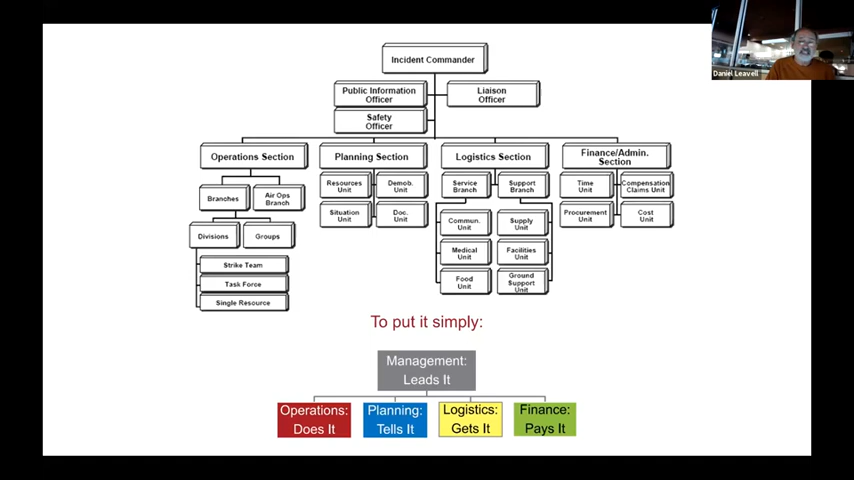 Daniel Leavell
Incident Commander
Public Information
Officer
Liaison
Officer
Safety
Officer
Operations Section
Planning Section
Logistics Section
Finance/Admin.
Section
Branches
Air Ops
Branch
Resources
Unit
Demob.
Unit
Service
Branch
Support
Branch
Time
Unit
Compensation
Claims Unit
Situation
Unit
Doc.
Unit
Commun.
Unit
Supply
Unit
Procurement
Unit
Cost
Unit
Divisions
Groups
Medical
Unit
Facilities
Unit
Strike Team
Task Force
Single Resource
Food
Unit
Ground
Support
Unit
To put it simply:
Management:
Leads It
Operations:
Does It
Planning:
Tells It
Logistics:
Gets It
Finance:
Pays It